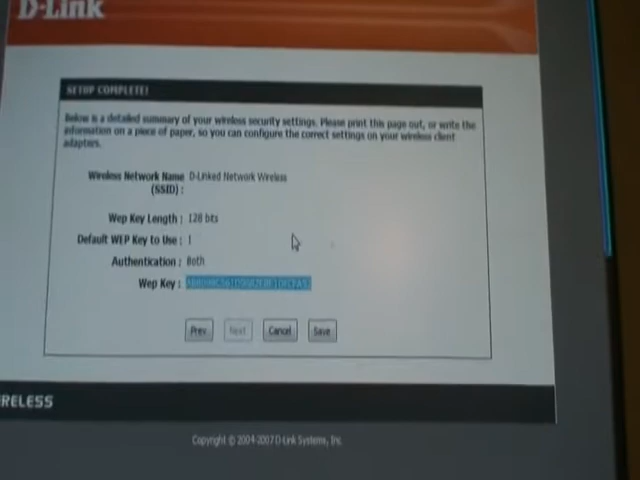 D-Link
SETUP COMPLETE!
Below is a detailed summary of your wireless security settings. Please print this page out, or write the
information on a piece of paper, so you can configure the correct settings on your wireless client
adapters.
Wireless Network Name D-Linked Network Wireless
(SSID) :
Wep Key Length : 128 bits
Default WEP Key to Use : 1
Authentication : Both
Wep Key :
Prev Next Cancel Save
RELESS
Copyright © 2004-2007 D-Link Systems, Inc.